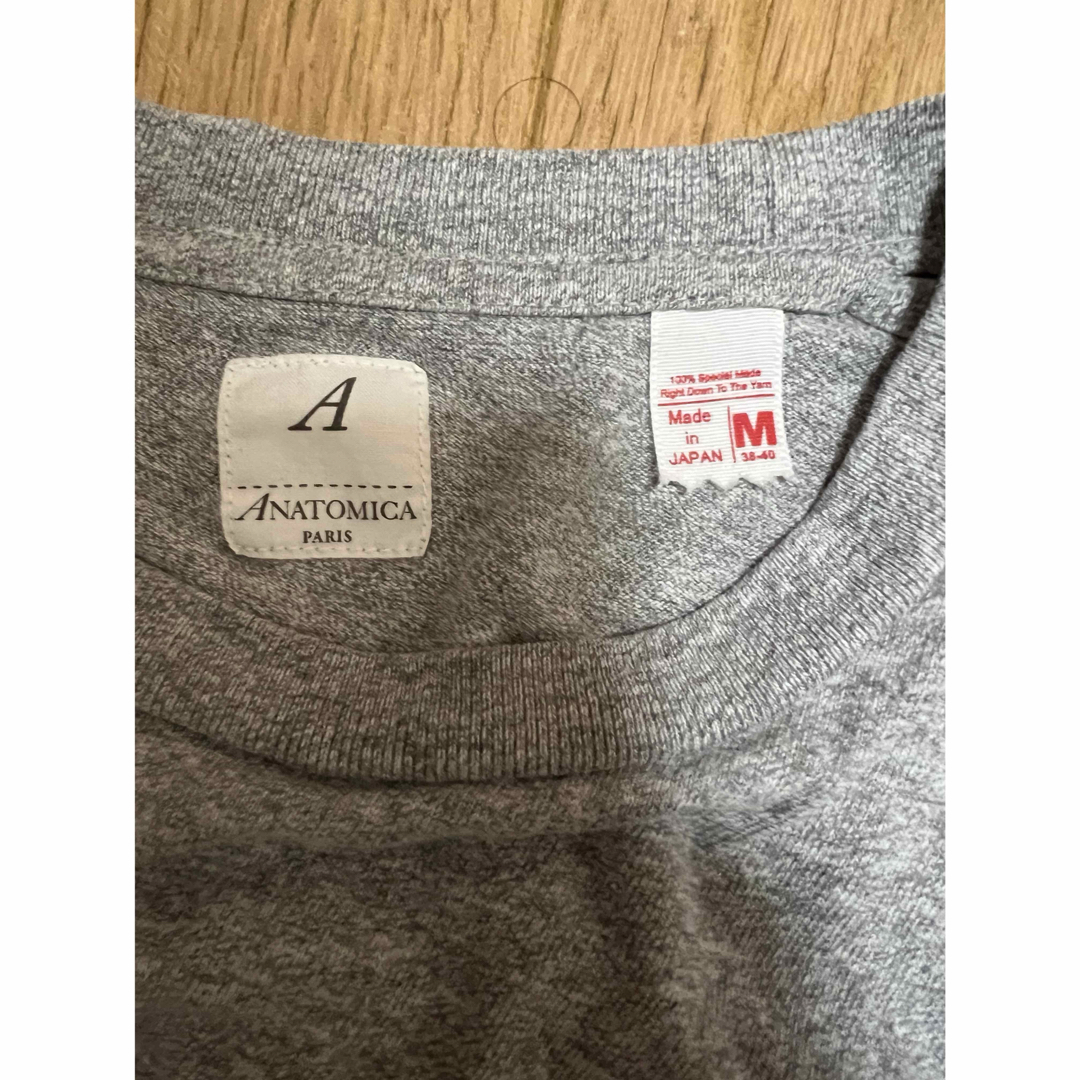 A
ANATOMICA
PARIS
100% Special Made
Right Down To The Yarn
Made
in
JAPAN
M
38-40